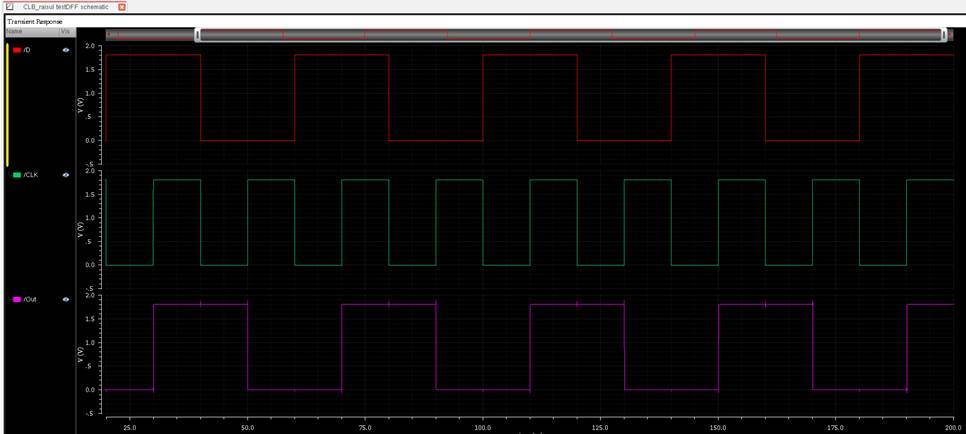 CLB_raisul testDFF schematic
Transient Response
Name Vis
/D
2.0
1.5
1.0
.5
0.0
-.5
V (V)
/CLK
2.0
1.5
1.0
.5
0.0
-.5
V (V)
/Out
2.0
1.5
1.0
.5
0.0
-.5
V (V)
25.0 50.0 75.0 100.0 125.0 150.0 175.0 200.0